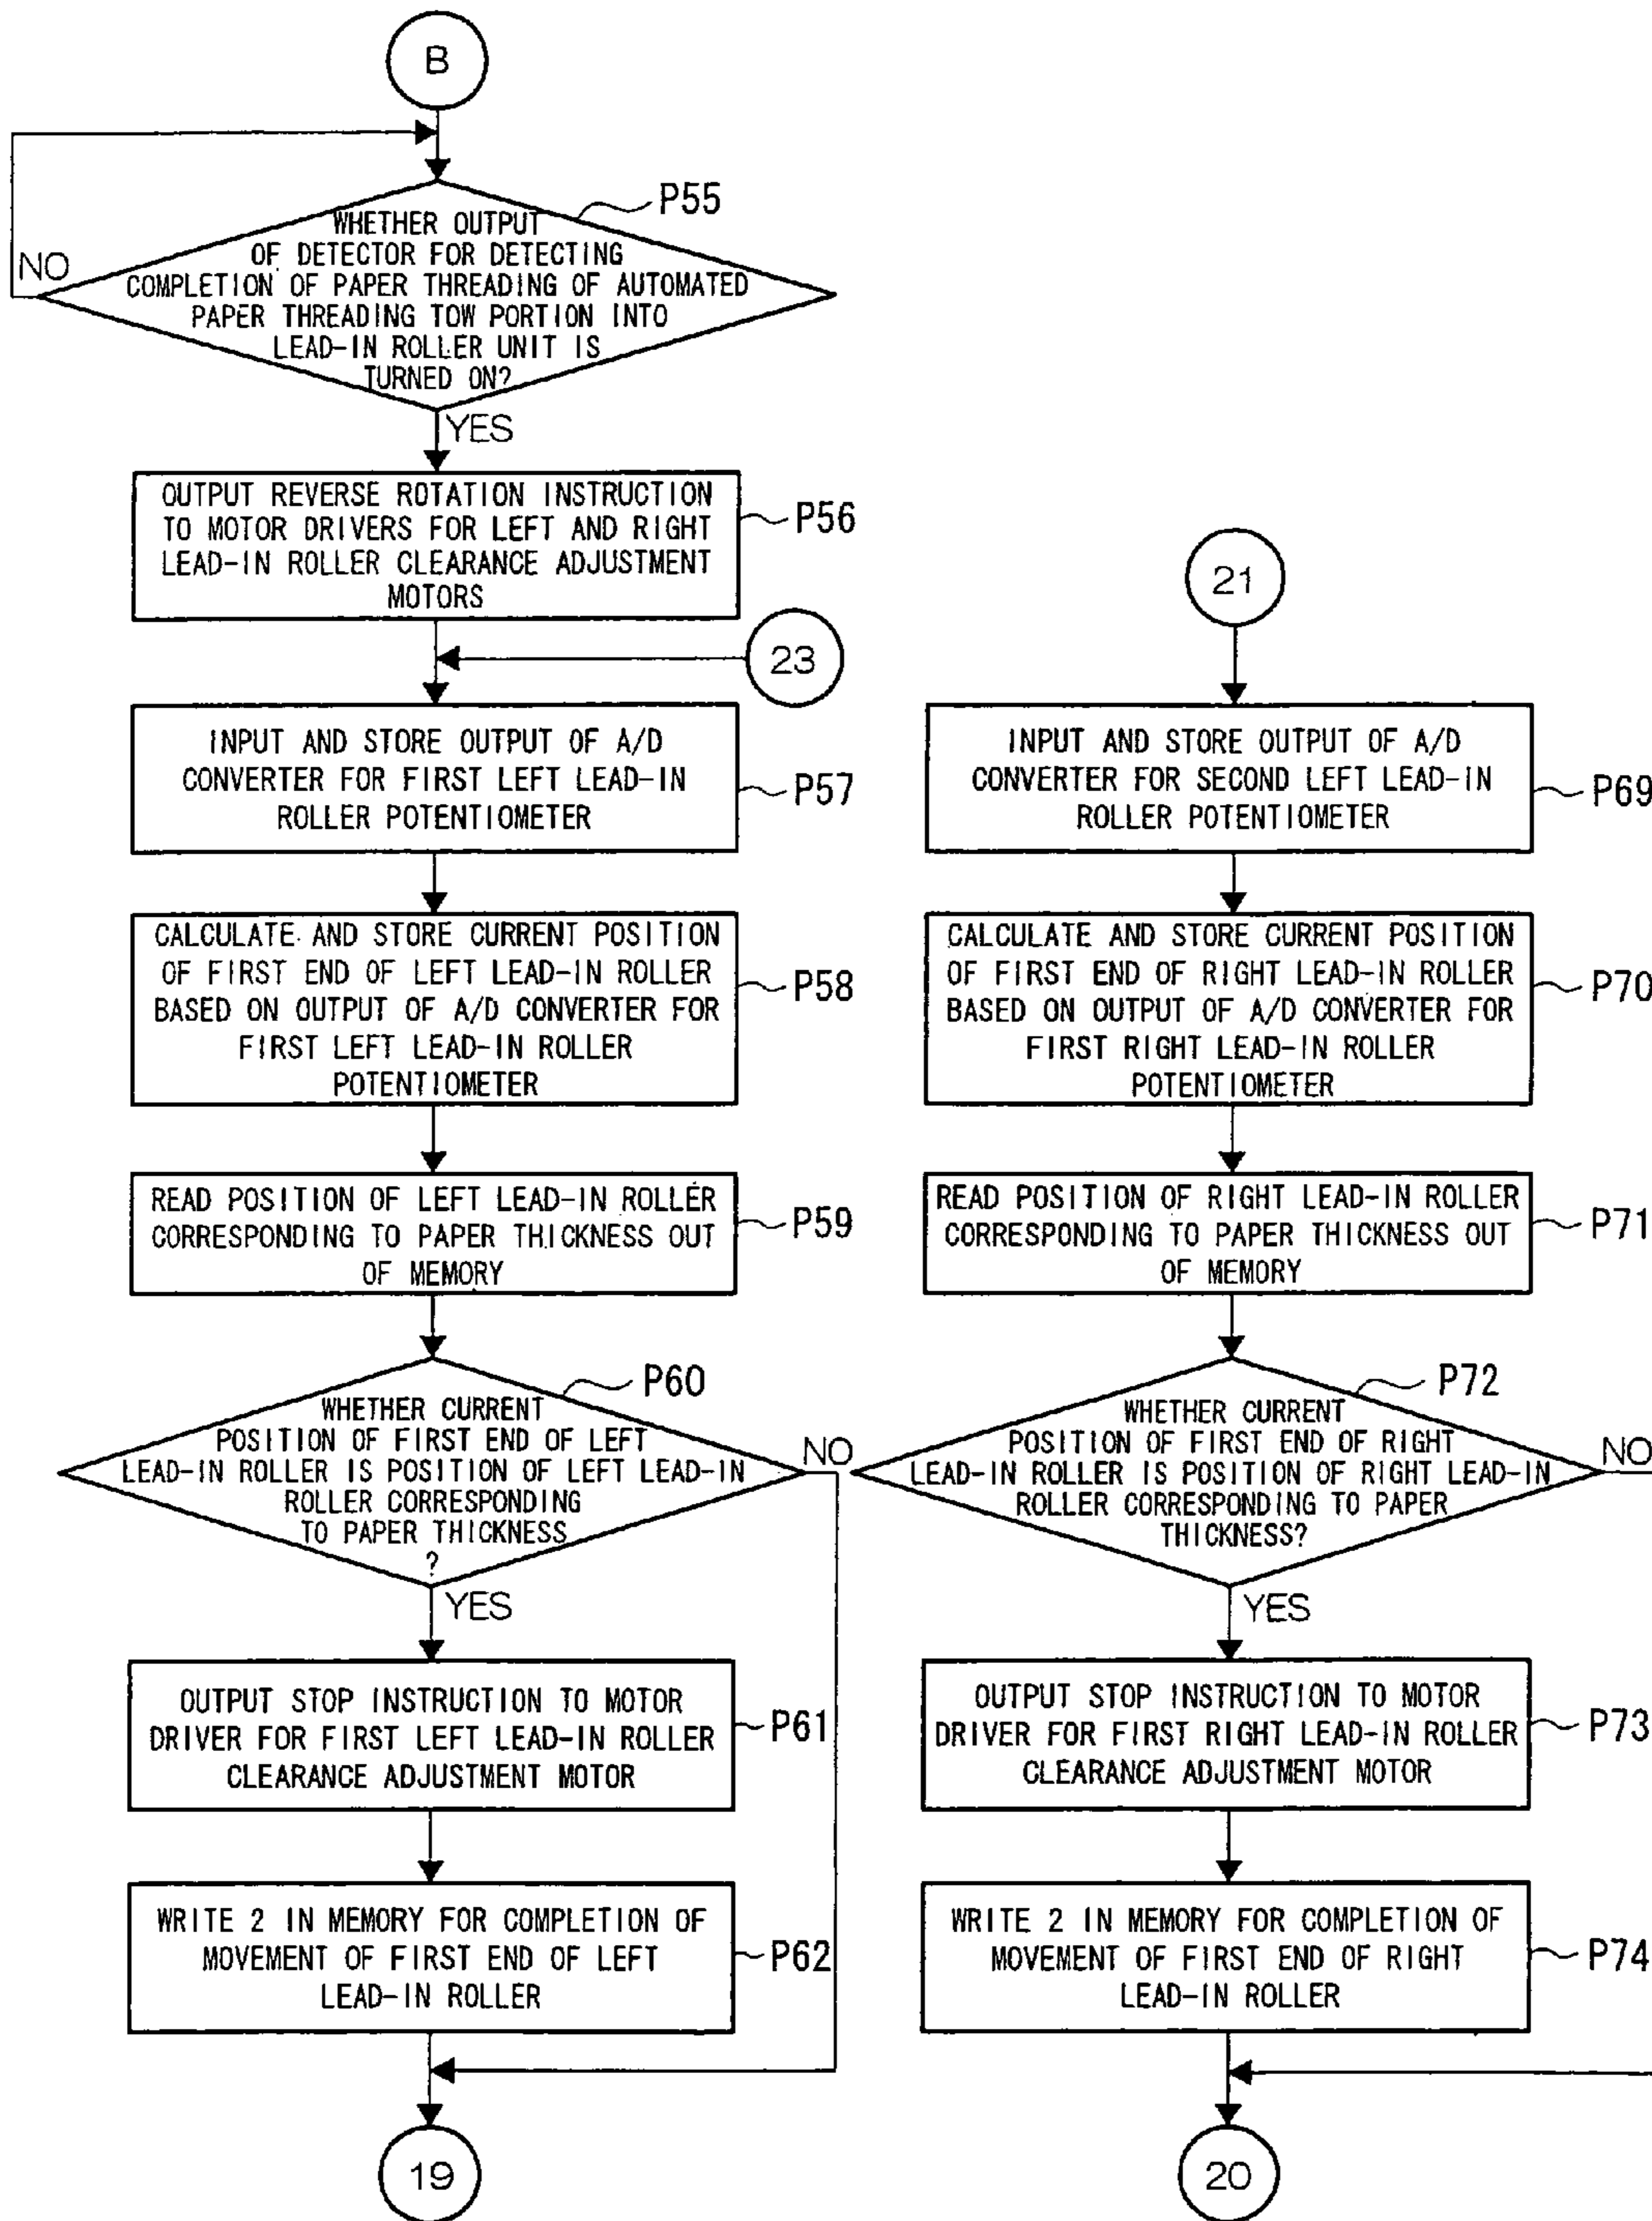 B
P55
WHETHER OUTPUT
OF DETECTOR FOR DETECTING
COMPLETION OF PAPER THREADING OF AUTOMATED
PAPER THREADING TOW PORTION INTO
LEAD-IN ROLLER UNIT IS
TURNED ON?
NO
YES
OUTPUT REVERSE ROTATION INSTRUCTION
TO MOTOR DRIVERS FOR LEFT AND RIGHT
LEAD-IN ROLLER CLEARANCE ADJUSTMENT
MOTORS
P56
23
INPUT AND STORE OUTPUT OF A/D
CONVERTER FOR FIRST LEFT LEAD-IN
ROLLER POTENTIOMETER
P57
CALCULATE AND STORE CURRENT POSITION
OF FIRST END OF LEFT LEAD-IN ROLLER
BASED ON OUTPUT OF A/D CONVERTER FOR
FIRST LEFT LEAD-IN ROLLER
POTENTIOMETER
P58
READ POSITION OF LEFT LEAD-IN ROLLER
CORRESPONDING TO PAPER THICKNESS OUT
OF MEMORY
P59
P60
WHETHER CURRENT
POSITION OF FIRST END OF LEFT
LEAD-IN ROLLER IS POSITION OF LEFT LEAD-IN
ROLLER CORRESPONDING
TO PAPER THICKNESS
?
NO
YES
OUTPUT STOP INSTRUCTION TO MOTOR
DRIVER FOR FIRST LEFT LEAD-IN ROLLER
CLEARANCE ADJUSTMENT MOTOR
P61
WRITE 2 IN MEMORY FOR COMPLETION OF
MOVEMENT OF FIRST END OF LEFT
LEAD-IN ROLLER
P62
19
21
INPUT AND STORE OUTPUT OF A/D
CONVERTER FOR SECOND LEFT LEAD-IN
ROLLER POTENTIOMETER
P69
CALCULATE AND STORE CURRENT POSITION
OF FIRST END OF RIGHT LEAD-IN ROLLER
BASED ON OUTPUT OF A/D CONVERTER FOR
FIRST RIGHT LEAD-IN ROLLER
POTENTIOMETER
P70
READ POSITION OF RIGHT LEAD-IN ROLLER
CORRESPONDING TO PAPER THICKNESS OUT
OF MEMORY
P71
P72
WHETHER CURRENT
POSITION OF FIRST END OF RIGHT
LEAD-IN ROLLER IS POSITION OF RIGHT LEAD-IN
ROLLER CORRESPONDING TO PAPER
THICKNESS?
NO
YES
OUTPUT STOP INSTRUCTION TO MOTOR
DRIVER FOR FIRST RIGHT LEAD-IN ROLLER
CLEARANCE ADJUSTMENT MOTOR
P73
WRITE 2 IN MEMORY FOR COMPLETION OF
MOVEMENT OF FIRST END OF RIGHT
LEAD-IN ROLLER
P74
20